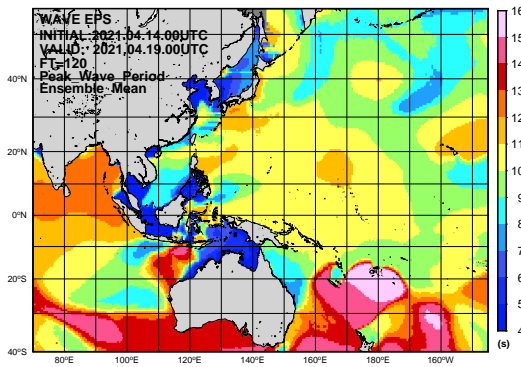 WAVE EPS
INITIAL:2021.04.14.00UTC
VALID: 2021.04.19.00UTC
FT=120
Peak Wave Period
Ensemble Mean
40°N
20°N
0°N
20°S
40°S
80°E
100°E
120°E
140°E
160°E
180°E
160°W
16
15
14
13
12
11
10
9
8
7
6
5
4
(s)